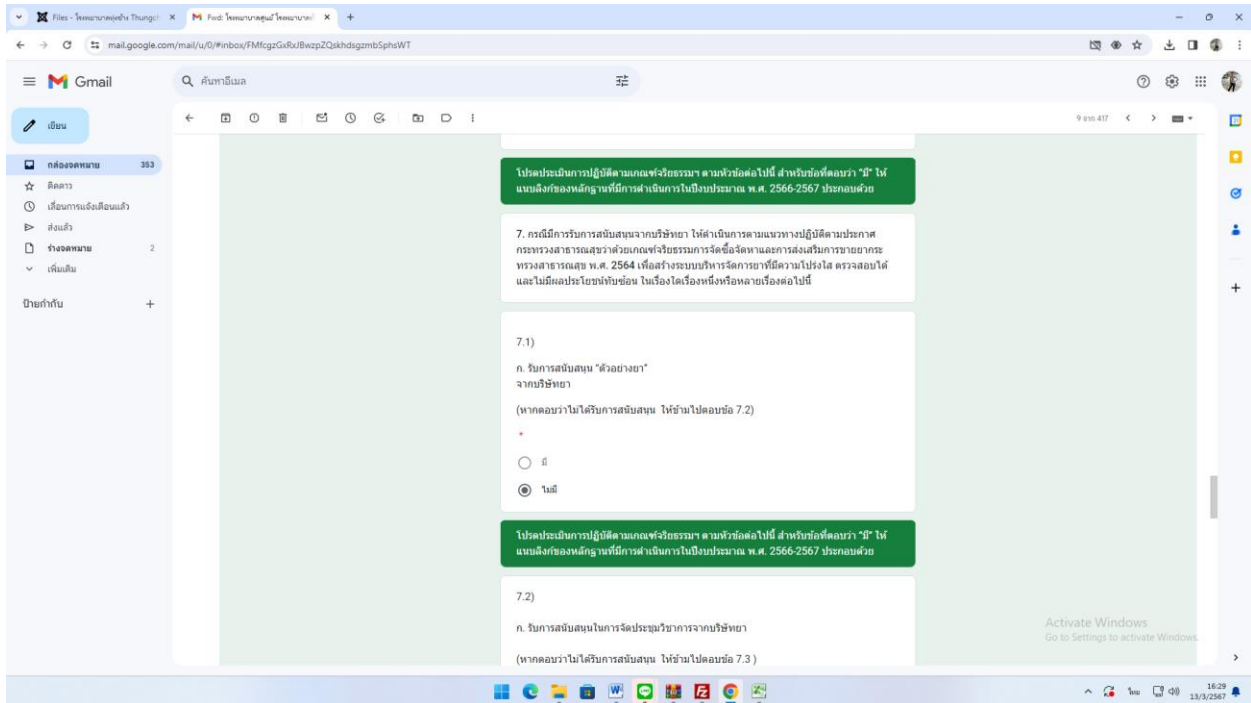 Files - โรงพยาบาลทุ่งช้าง Thungch
Fwd: โรงพยาบาลศูนย์ โรงพยาบาลทั
mail.google.com/mail/u/0/#inbox/FMfcgzGxRxJBwzpZQskhdsgzmbSphsWT
Gmail
ค้นหาอีเมล
เขียน
9 จาก 417
กล่องจดหมาย 353
ติดดาว
เลื่อนการแจ้งเตือนแล้ว
ส่งแล้ว
ร่างจดหมาย 2
เพิ่มเติม
ป้ายกำกับ
โปรดประเมินการปฏิบัติตามเกณฑ์จริยธรรมฯ ตามหัวข้อต่อไปนี้ สำหรับข้อที่ตอบว่า "มี" ให้
แนบลิงก์ของหลักฐานที่มีการดำเนินการในปีงบประมาณ พ.ศ. 2566-2567 ประกอบด้วย
7. กรณีมีการรับการสนับสนุนจากบริษัทยา ให้ดำเนินการตามแนวทางปฏิบัติตามประกาศ
กระทรวงสาธารณสุขว่าด้วยเกณฑ์จริยธรรมการจัดซื้อจัดหาและการส่งเสริมการขายยากระ
ทรวงสาธารณสุข พ.ศ. 2564 เพื่อสร้างระบบบริหารจัดการยาที่มีความโปร่งใส ตรวจสอบได้
และไม่มีผลประโยชน์ทับซ้อน ในเรื่องใดเรื่องหนึ่งหรือหลายเรื่องต่อไปนี้
7.1)
ก. รับการสนับสนุน "ตัวอย่างยา"
จากบริษัทยา
(หากตอบว่าไม่ได้รับการสนับสนุน ให้ข้ามไปตอบข้อ 7.2)
*
มี
ไม่มี
โปรดประเมินการปฏิบัติตามเกณฑ์จริยธรรมฯ ตามหัวข้อต่อไปนี้ สำหรับข้อที่ตอบว่า "มี" ให้
แนบลิงก์ของหลักฐานที่มีการดำเนินการในปีงบประมาณ พ.ศ. 2566-2567 ประกอบด้วย
7.2)
ก. รับการสนับสนุนในการจัดประชุมวิชาการจากบริษัทยา
(หากตอบว่าไม่ได้รับการสนับสนุน ให้ข้ามไปตอบข้อ 7.3 )
Activate Windows
Go to Settings to activate Windows.
ไทย
16:29
13/3/2567